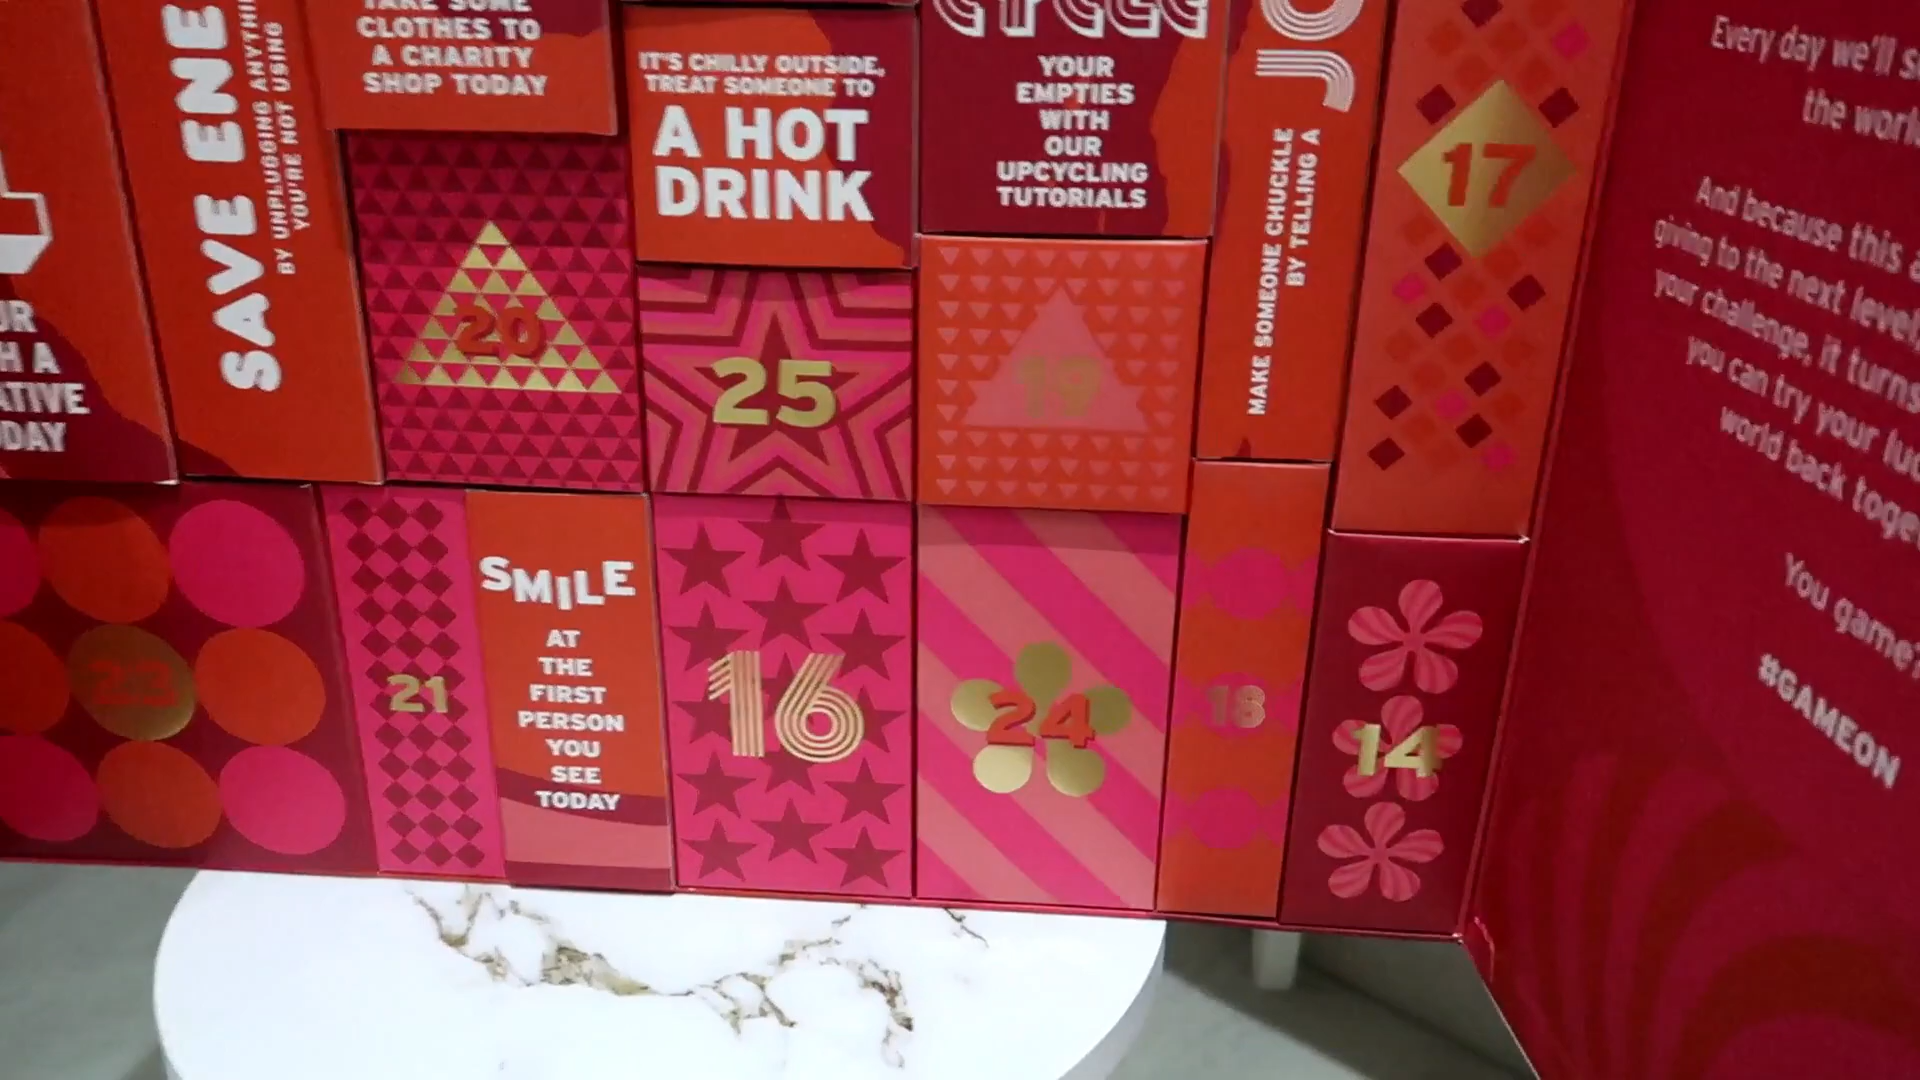 SAVE ENE
BY UNPLUGGING ANYTHI
YOU'RE NOT USING
TAKE SOME
CLOTHES TO
A CHARITY
SHOP TODAY
IT'S CHILLY OUTSIDE,
TREAT SOMEONE TO
A HOT
DRINK
YOUR
EMPTIES
WITH
OUR
UPCYCLING
TUTORIALS
MAKE SOMEONE CHUCKLE
BY TELLING A
JO
17
20
25
19
H A
ATIVE
DAY
21
SMILE
AT
THE
FIRST
PERSON
YOU
SEE
TODAY
16
24
18
14
Every day we'll s
the worl
And because this a
giving to the next level,
your challenge, it turns
you can try your luc
world back toge
You game?
#GAMEON